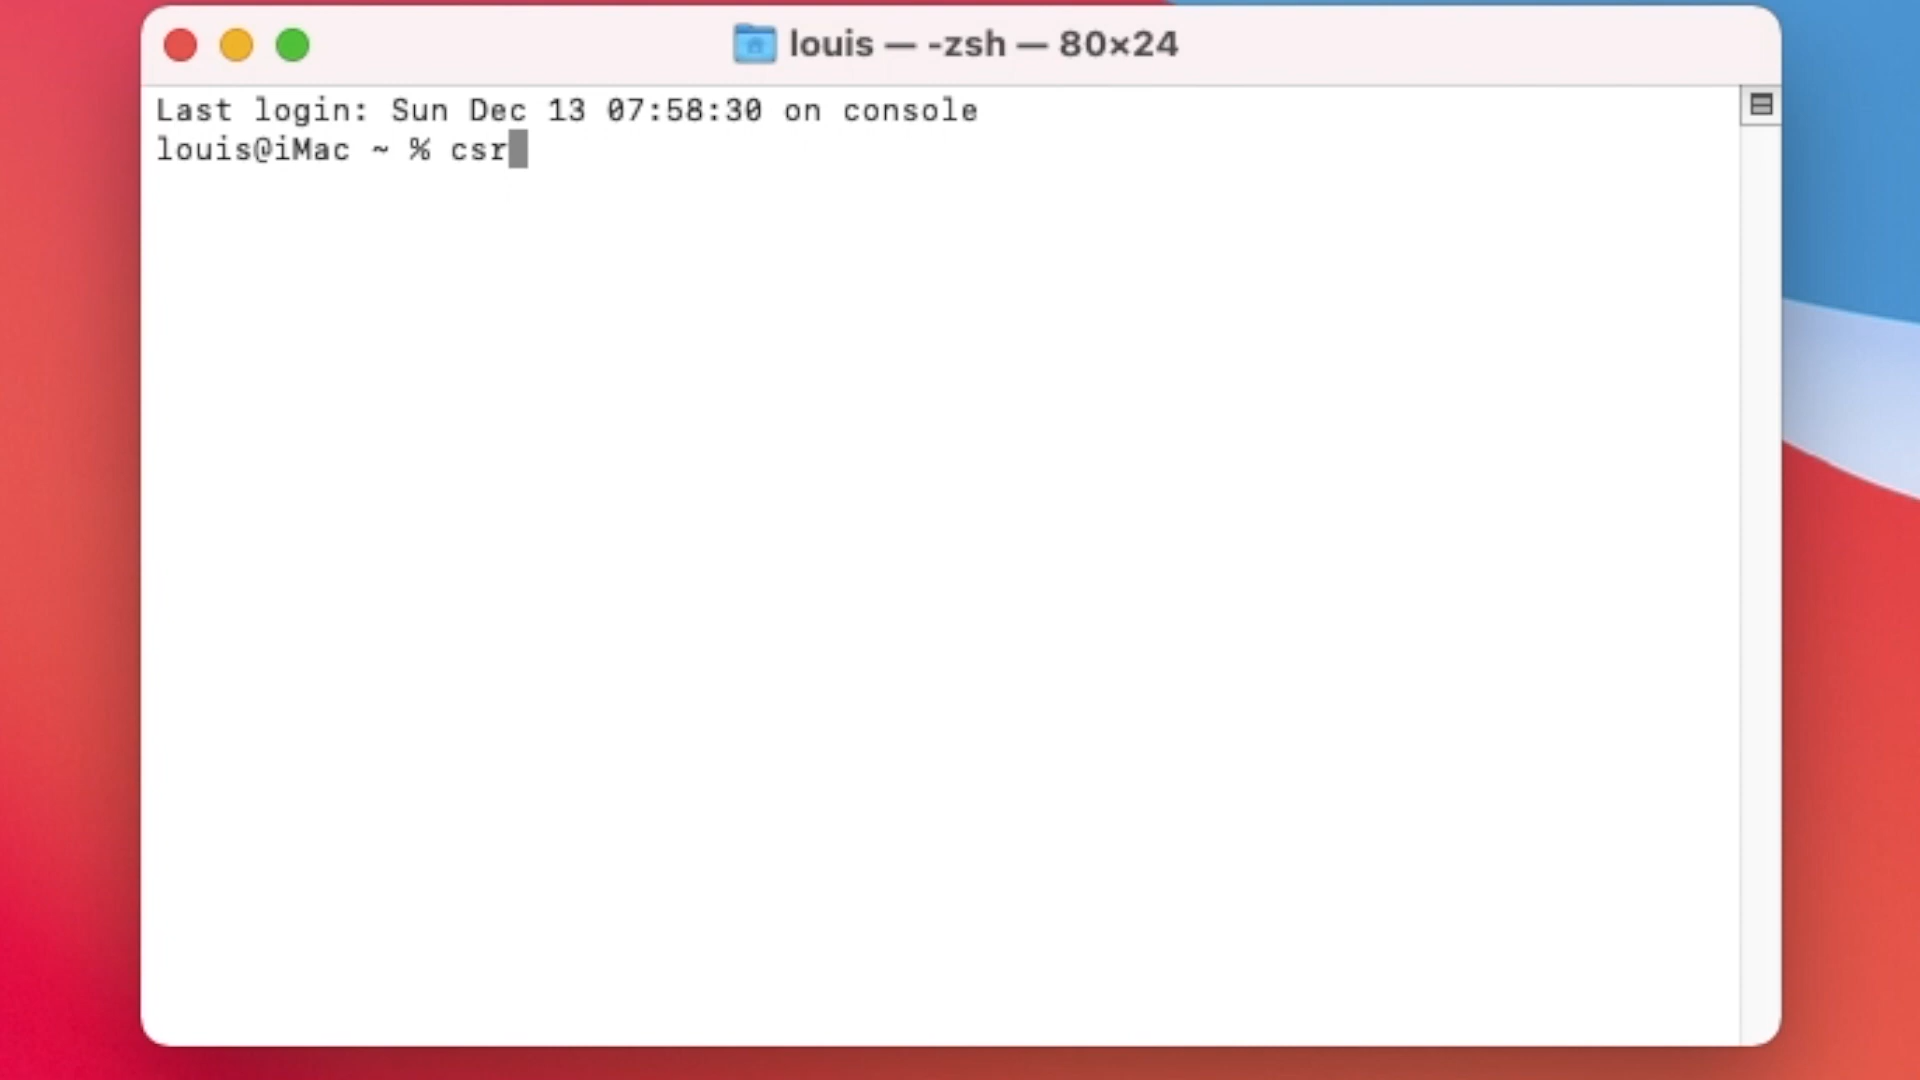 louis — -zsh — 80×24
Last login: Sun Dec 13 07:58:30 on console
louis@iMac ~ % csr